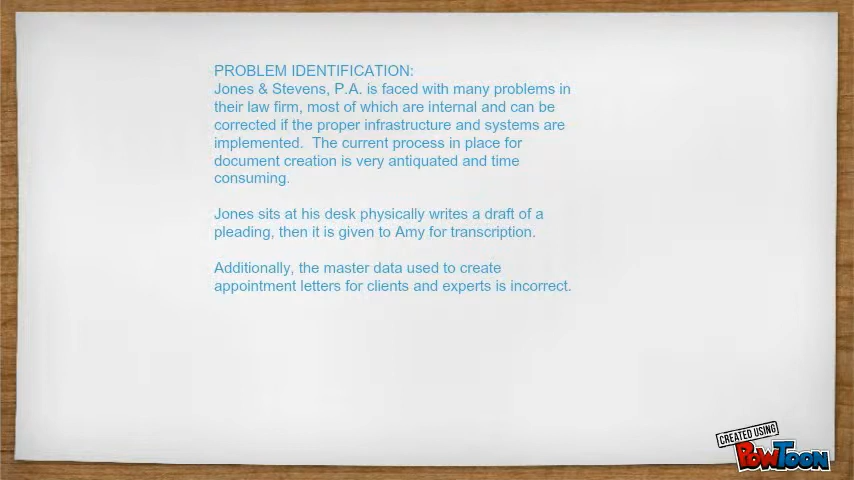 PROBLEM IDENTIFICATION:
Jones & Stevens, P.A. is faced with many problems in
their law firm, most of which are internal and can be
corrected if the proper infrastructure and systems are
implemented.  The current process in place for
document creation is very antiquated and time
consuming.
Jones sits at his desk physically writes a draft of a
pleading, then it is given to Amy for transcription.
Additionally, the master data used to create
appointment letters for clients and experts is incorrect.
CREATED USING
POWTOON